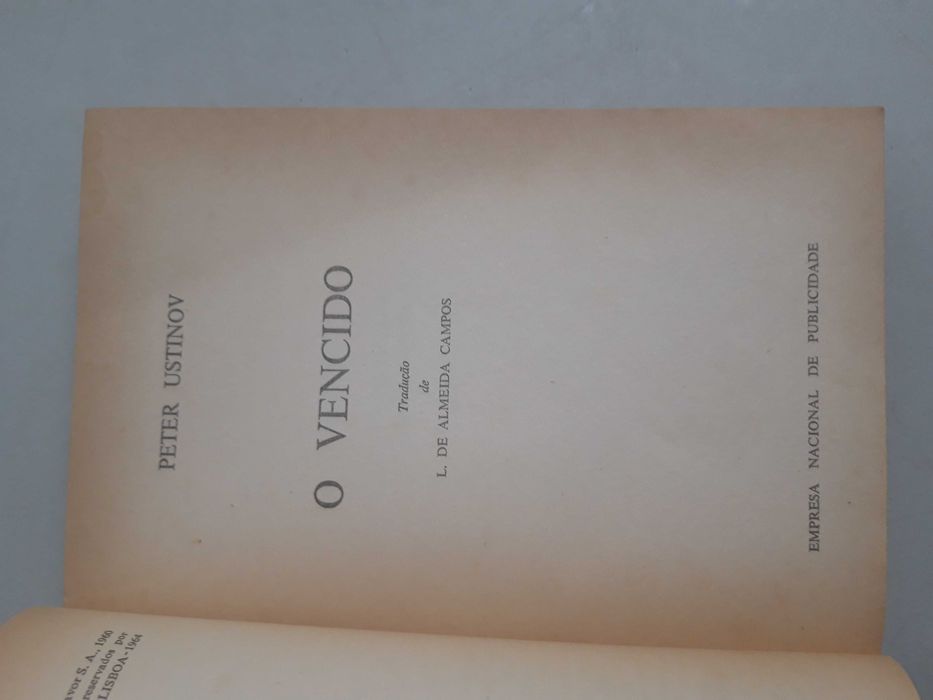 PETER USTINOV
O VENCIDO
Tradução
de
L. DE ALMEIDA CAMPOS
EMPRESA NACIONAL DE PUBLICIDADE
S. A., 1960
reservados por
LISBOA-1964